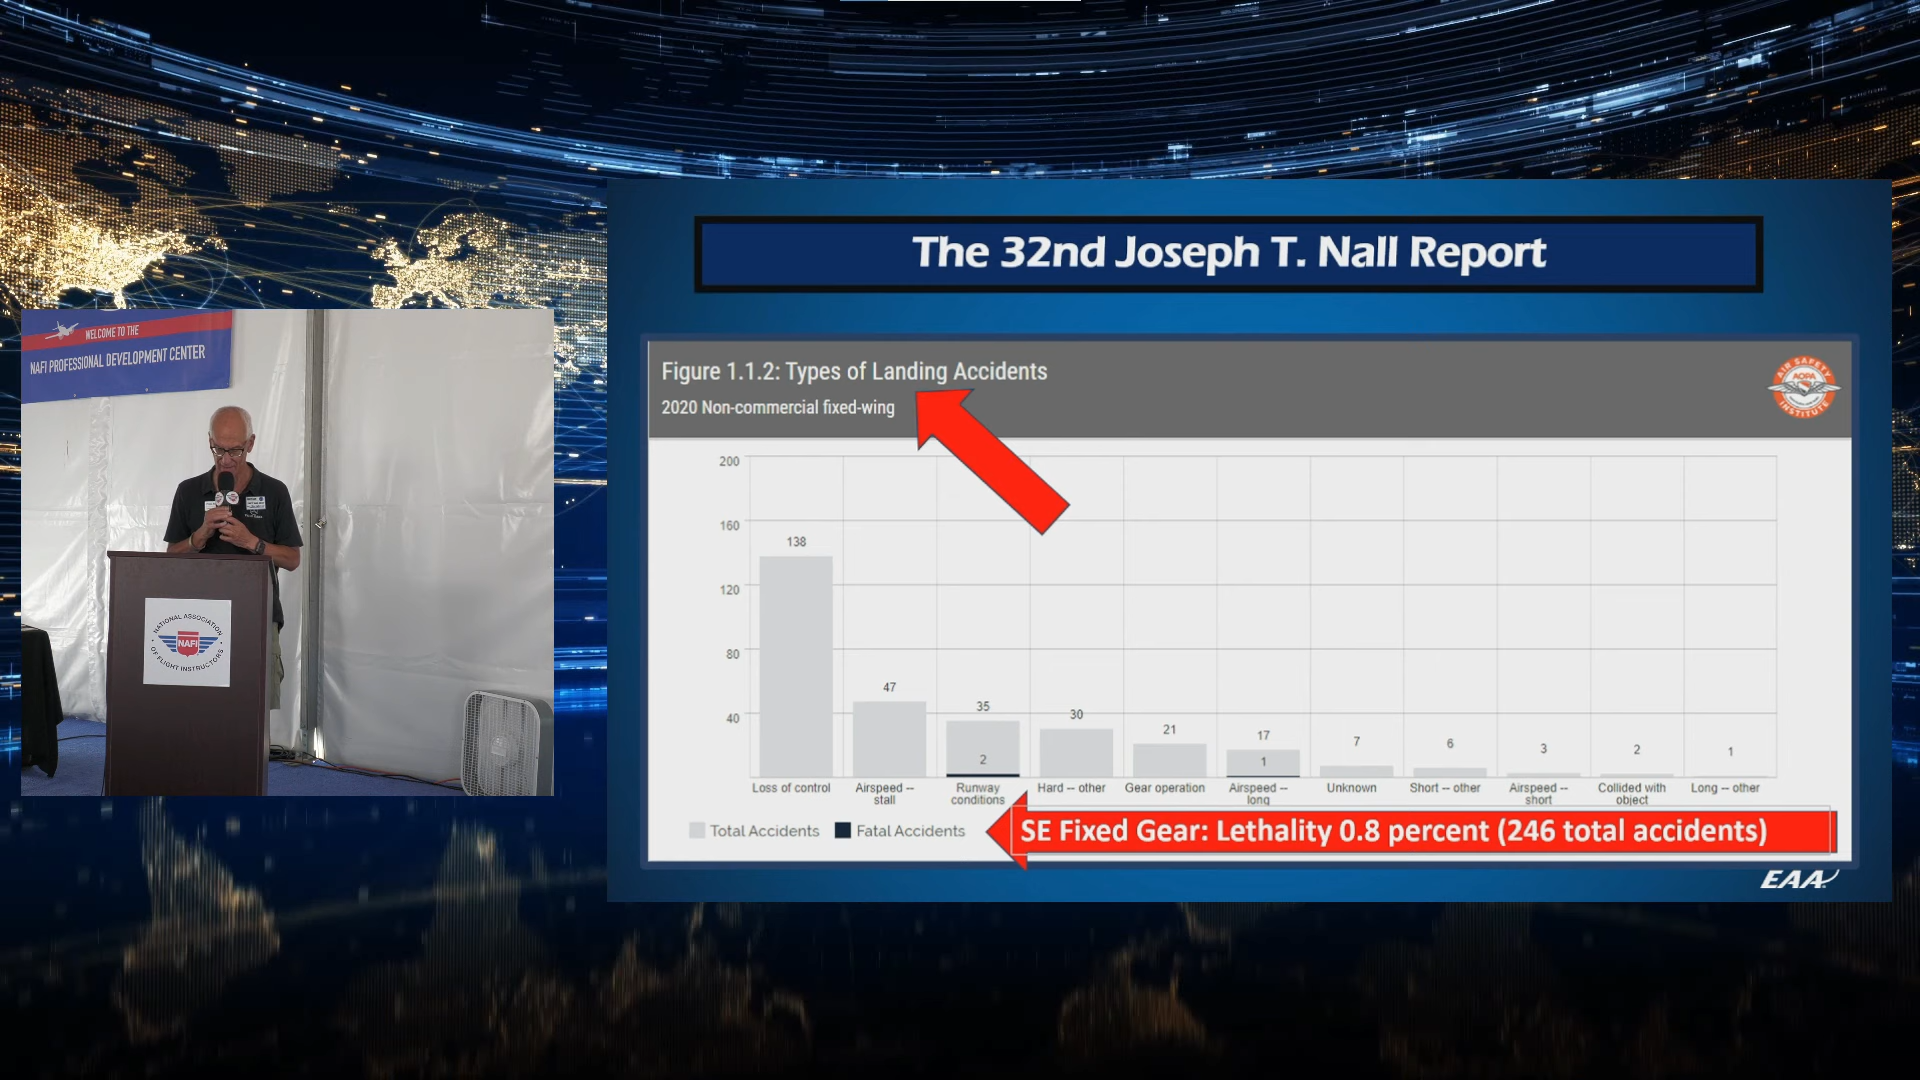 WELCOME TO THE
NAFI PROFESSIONAL DEVELOPMENT CENTER
NATIONAL ASSOCIATION
NAFI
OF FLIGHT INSTRUCTORS
The 32nd Joseph T. Nall Report
Figure 1.1.2: Types of Landing Accidents
2020 Non-commercial fixed-wing
AIR SAFETY
AOPA
INSTITUTE
200
160
120
80
40
138
47
35
2
30
21
17
1
7
6
3
2
1
Loss of control
Airspeed --
stall
Runway
conditions
Hard -- other
Gear operation
Airspeed --
long
Unknown
Short -- other
Airspeed --
short
Collided with
object
Long -- other
Total Accidents
Fatal Accidents
SE Fixed Gear: Lethality 0.8 percent (246 total accidents)
EAA